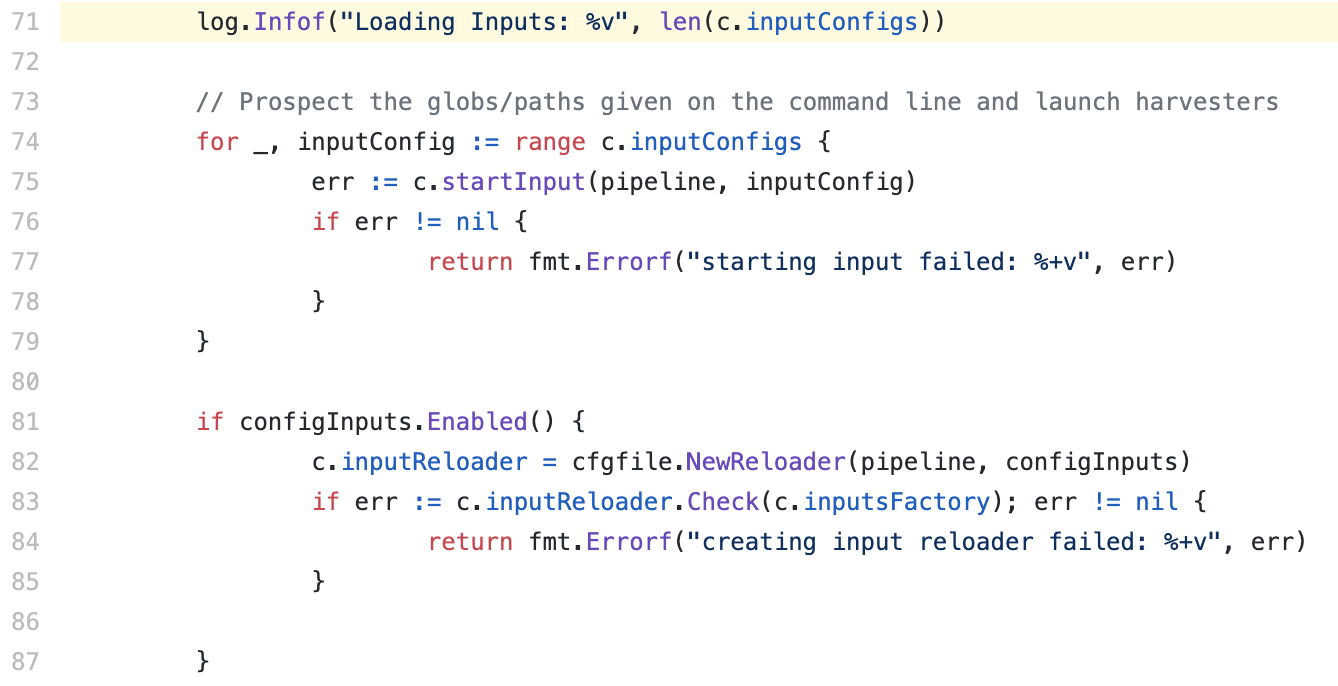 71 log.Infof("Loading Inputs: %v", len(c.inputConfigs))
72
73 // Prospect the globs/paths given on the command line and launch harvesters
74 for _, inputConfig := range c.inputConfigs {
75 err := c.startInput(pipeline, inputConfig)
76 if err != nil {
77 return fmt.Errorf("starting input failed: %+v", err)
78 }
79 }
80
81 if configInputs.Enabled() {
82 c.inputReloader = cfgfile.NewReloader(pipeline, configInputs)
83 if err := c.inputReloader.Check(c.inputsFactory); err != nil {
84 return fmt.Errorf("creating input reloader failed: %+v", err)
85 }
86
87 }